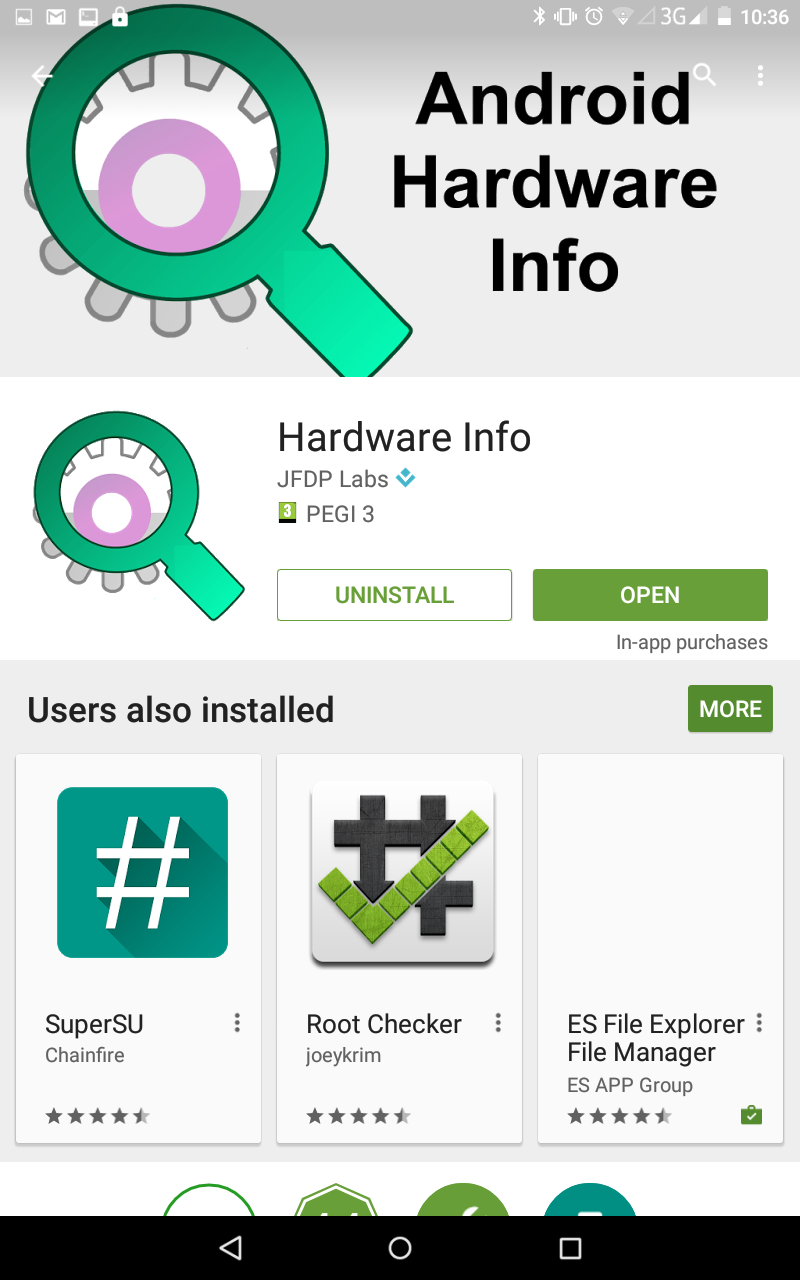 3G 10:36
Android
Hardware
Info
Hardware Info
JFDP Labs
3 PEGI 3
UNINSTALL
OPEN
In-app purchases
Users also installed
MORE
SuperSU
Chainfire
Root Checker
joeykrim
ES File Explorer
File Manager
ES APP Group